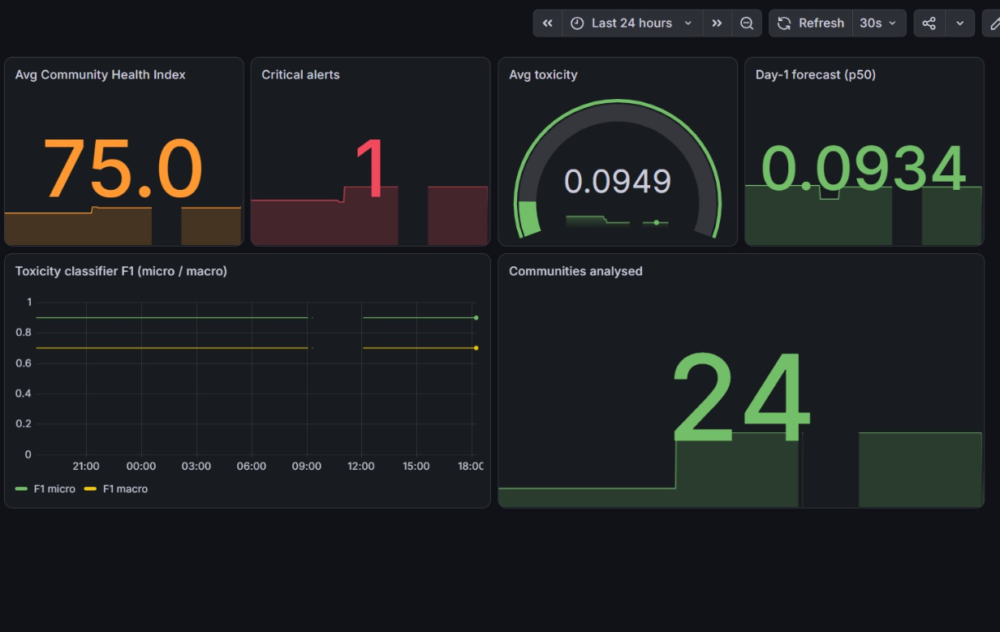 Last 24 hours
Refresh
30s
Avg Community Health Index
75.0
Critical alerts
1
Avg toxicity
0.0949
Day-1 forecast (p50)
0.0934
Toxicity classifier F1 (micro / macro)
1
0.8
0.6
0.4
0.2
0
21:00
00:00
03:00
06:00
09:00
12:00
15:00
18:00
F1 micro
F1 macro
Communities analysed
24